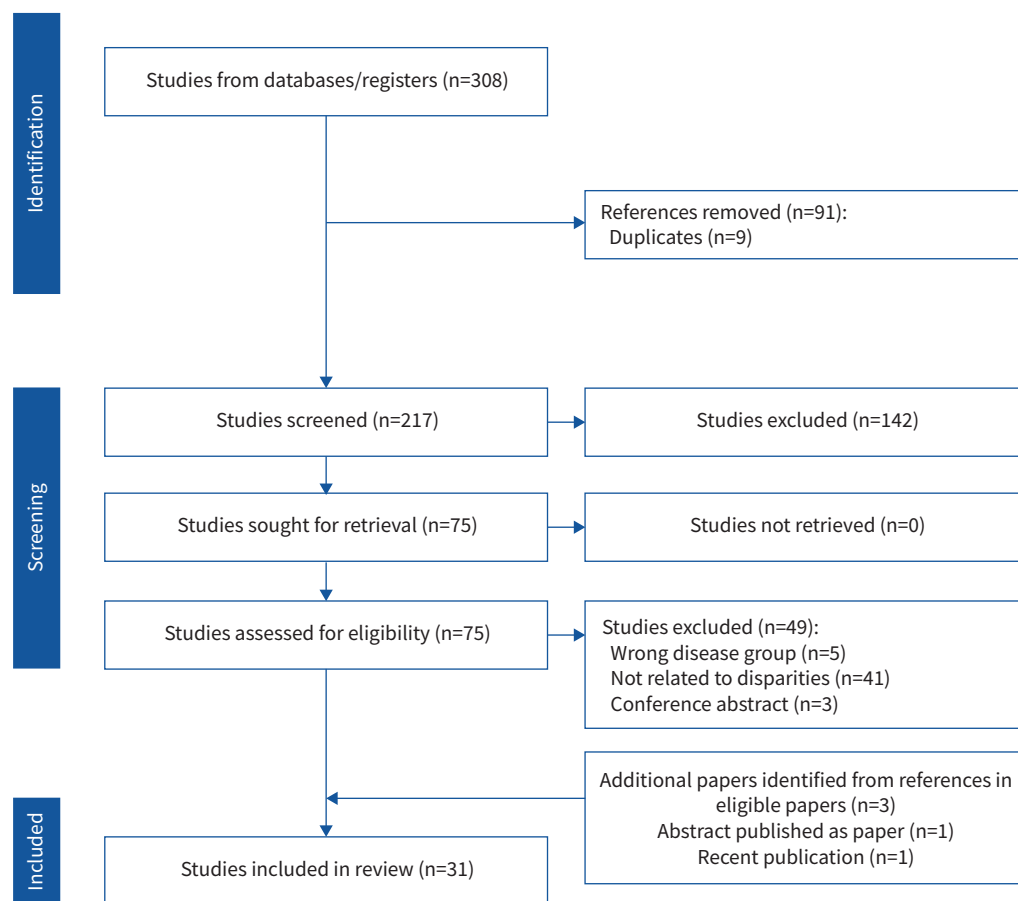 Identification
Studies from databases/registers (n=308)
References removed (n=91):
Duplicates (n=9)
Screening
Studies screened (n=217)
Studies excluded (n=142)
Studies sought for retrieval (n=75)
Studies not retrieved (n=0)
Studies assessed for eligibility (n=75)
Studies excluded (n=49):
Wrong disease group (n=5)
Not related to disparities (n=41)
Conference abstract (n=3)
Included
Additional papers identified from references in
eligible papers (n=3)
Abstract published as paper (n=1)
Recent publication (n=1)
Studies included in review (n=31)